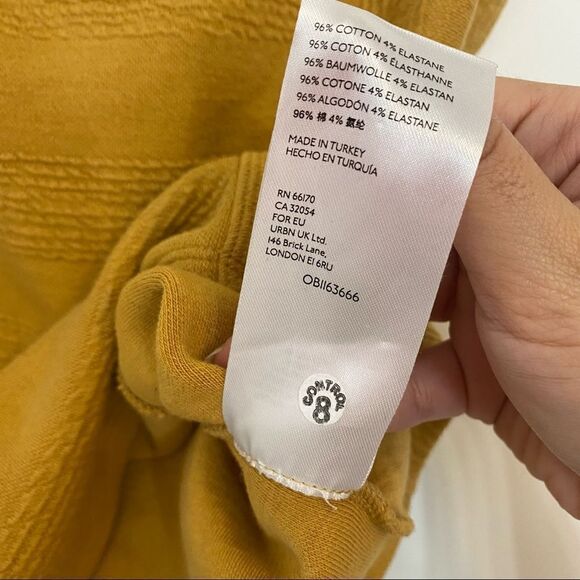 96% COTTON 4% ELASTANE
96% COTON 4% ELASTHANNE
96% BAUMWOLLE 4% ELASTAN
96% COTONE 4% ELASTAN
96% ALGODÓN 4% ELASTANE
96% 棉 4% 氨纶
MADE IN TURKEY
HECHO EN TURQUÍA
RN 66170
CA 32054
FOR EU
URBN UK Ltd.
146 Brick Lane,
LONDON E1 6RU
OB1163666
CONTROL
8